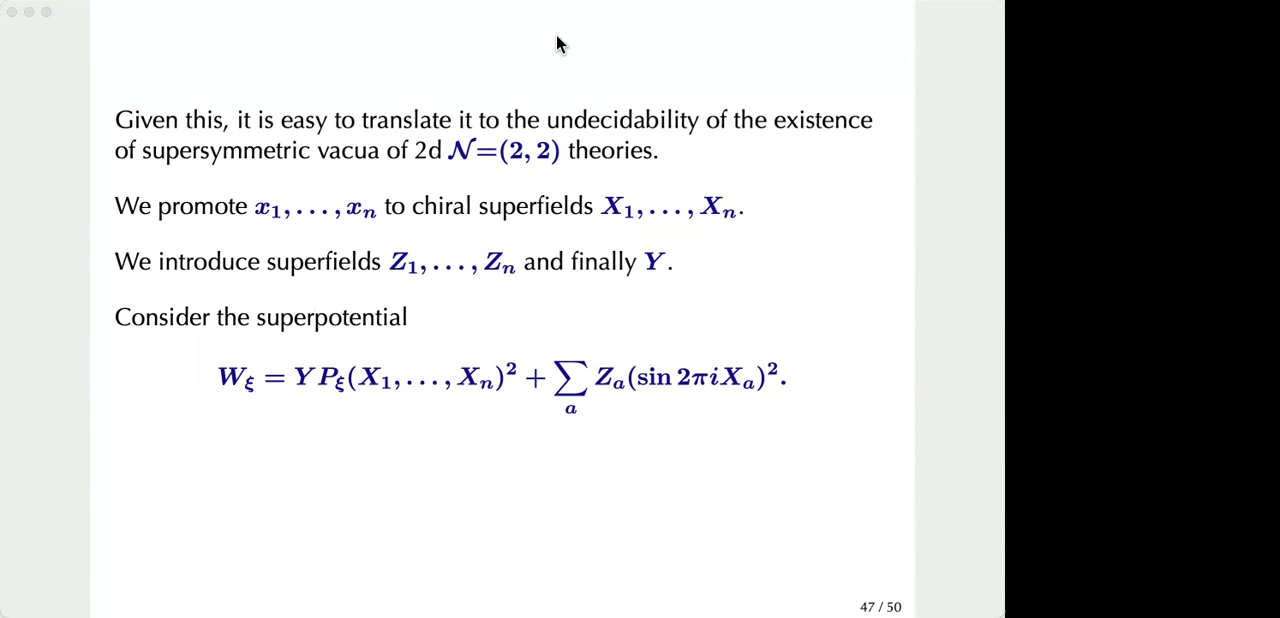 Given this, it is easy to translate it to the undecidability of the existence
of supersymmetric vacua of 2d 𝒩=(2, 2) theories.
We promote x₁, . . . , xₙ to chiral superfields X₁, . . . , Xₙ.
We introduce superfields Z₁, . . . , Zₙ and finally Y.
Consider the superpotential
W_ξ = Y P_ξ(X₁, . . . , Xₙ)² + ∑_a Z_a(sin 2πiX_a)².
47 / 50